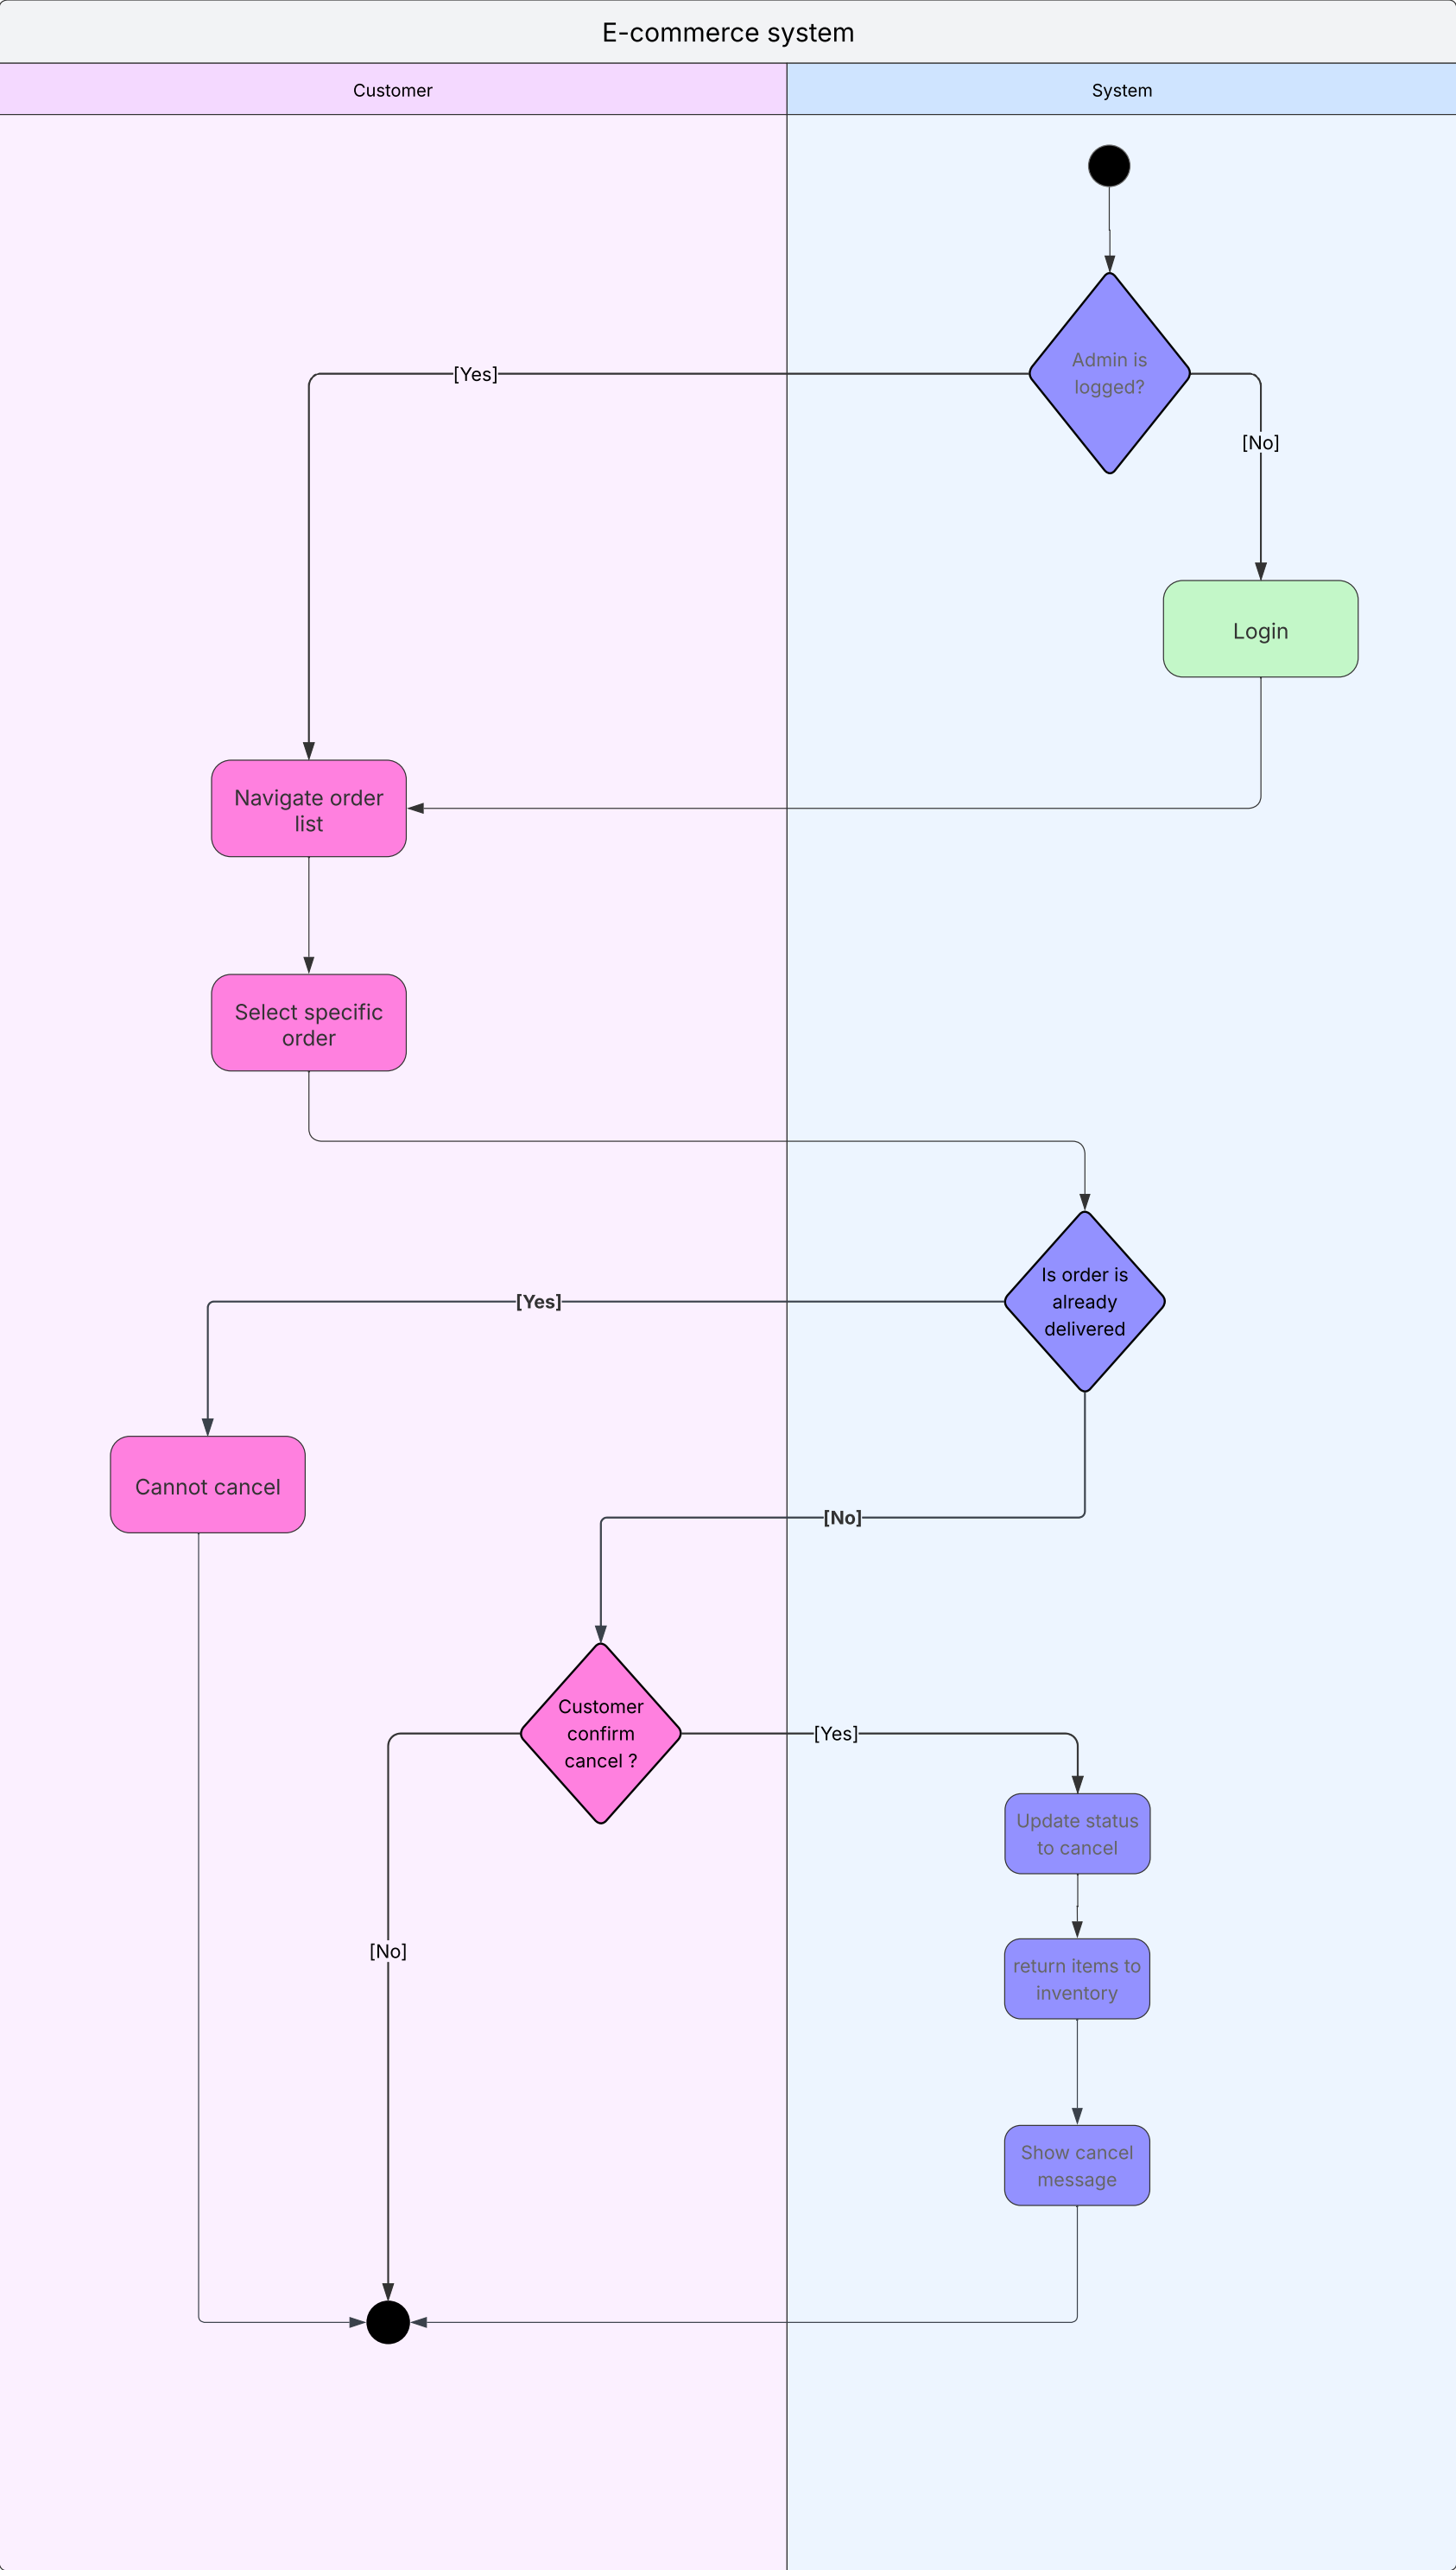 E-commerce system
Customer
System
Admin is
logged?
[Yes]
[No]
Login
Navigate order
list
Select specific
order
Is order is
already
delivered
[Yes]
Cannot cancel
[No]
Customer
confirm
cancel ?
[Yes]
Update status
to cancel
[No]
return items to
inventory
Show cancel
message